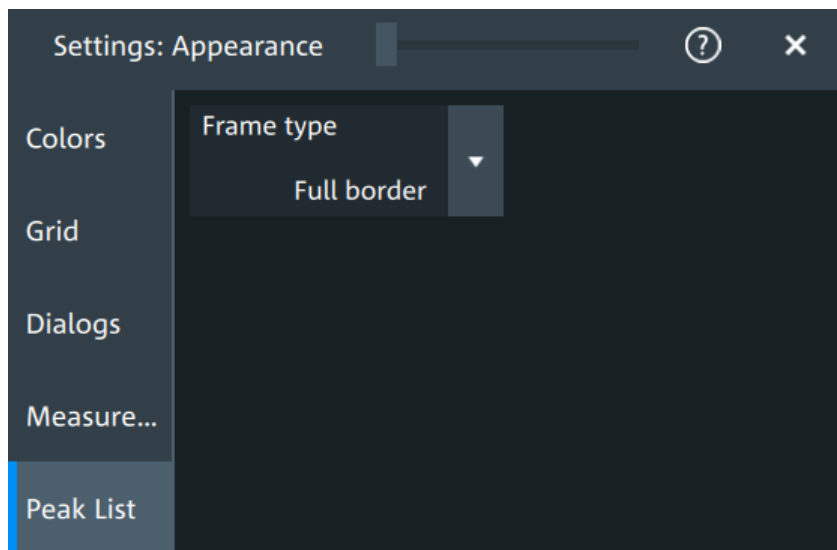 Settings: Appearance
?
Colors
Grid
Dialogs
Measure...
Peak List
Frame type
Full border